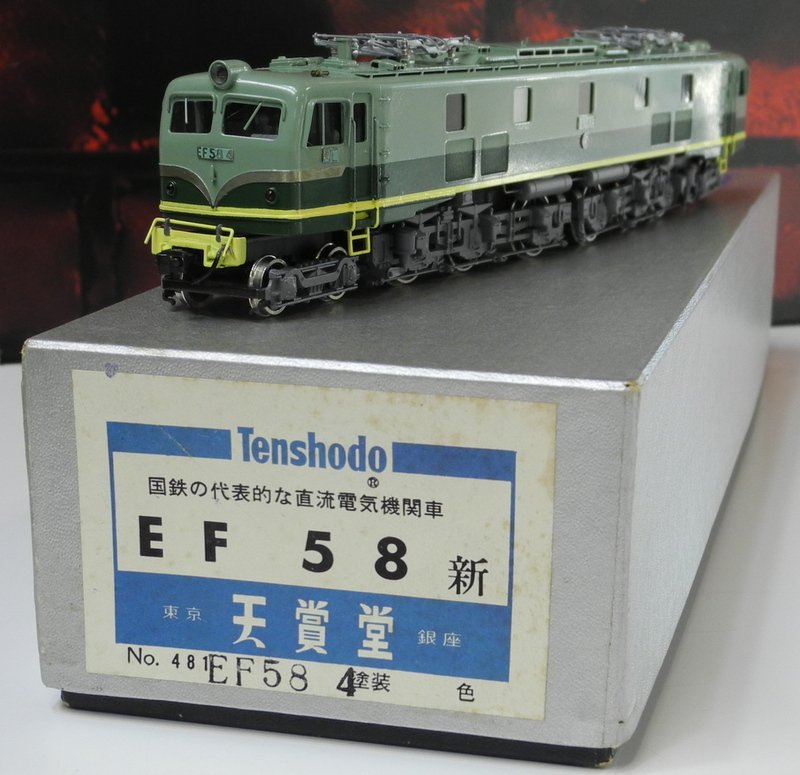 EF58 4
Tenshodo®
国鉄の代表的な直流電気機関車
EF 58 新
東京 天賞堂 銀座
No. 481 EF58 4 塗装 色